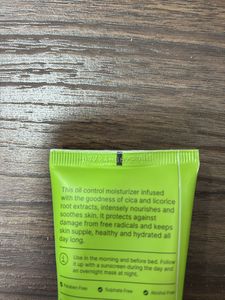 This oil control moisturizer infused
with the goodness of cica and licorice
root extracts, intensely nourishes and
soothes skin. It protects against
damage from free radicals and keeps
skin supple, healthy and hydrated all
day long.
Use in the morning and before bed. Follow
it up with a sunscreen during the day and
an overnight mask at night.
Paraben Free
Sulphate Free
Alcohol Free